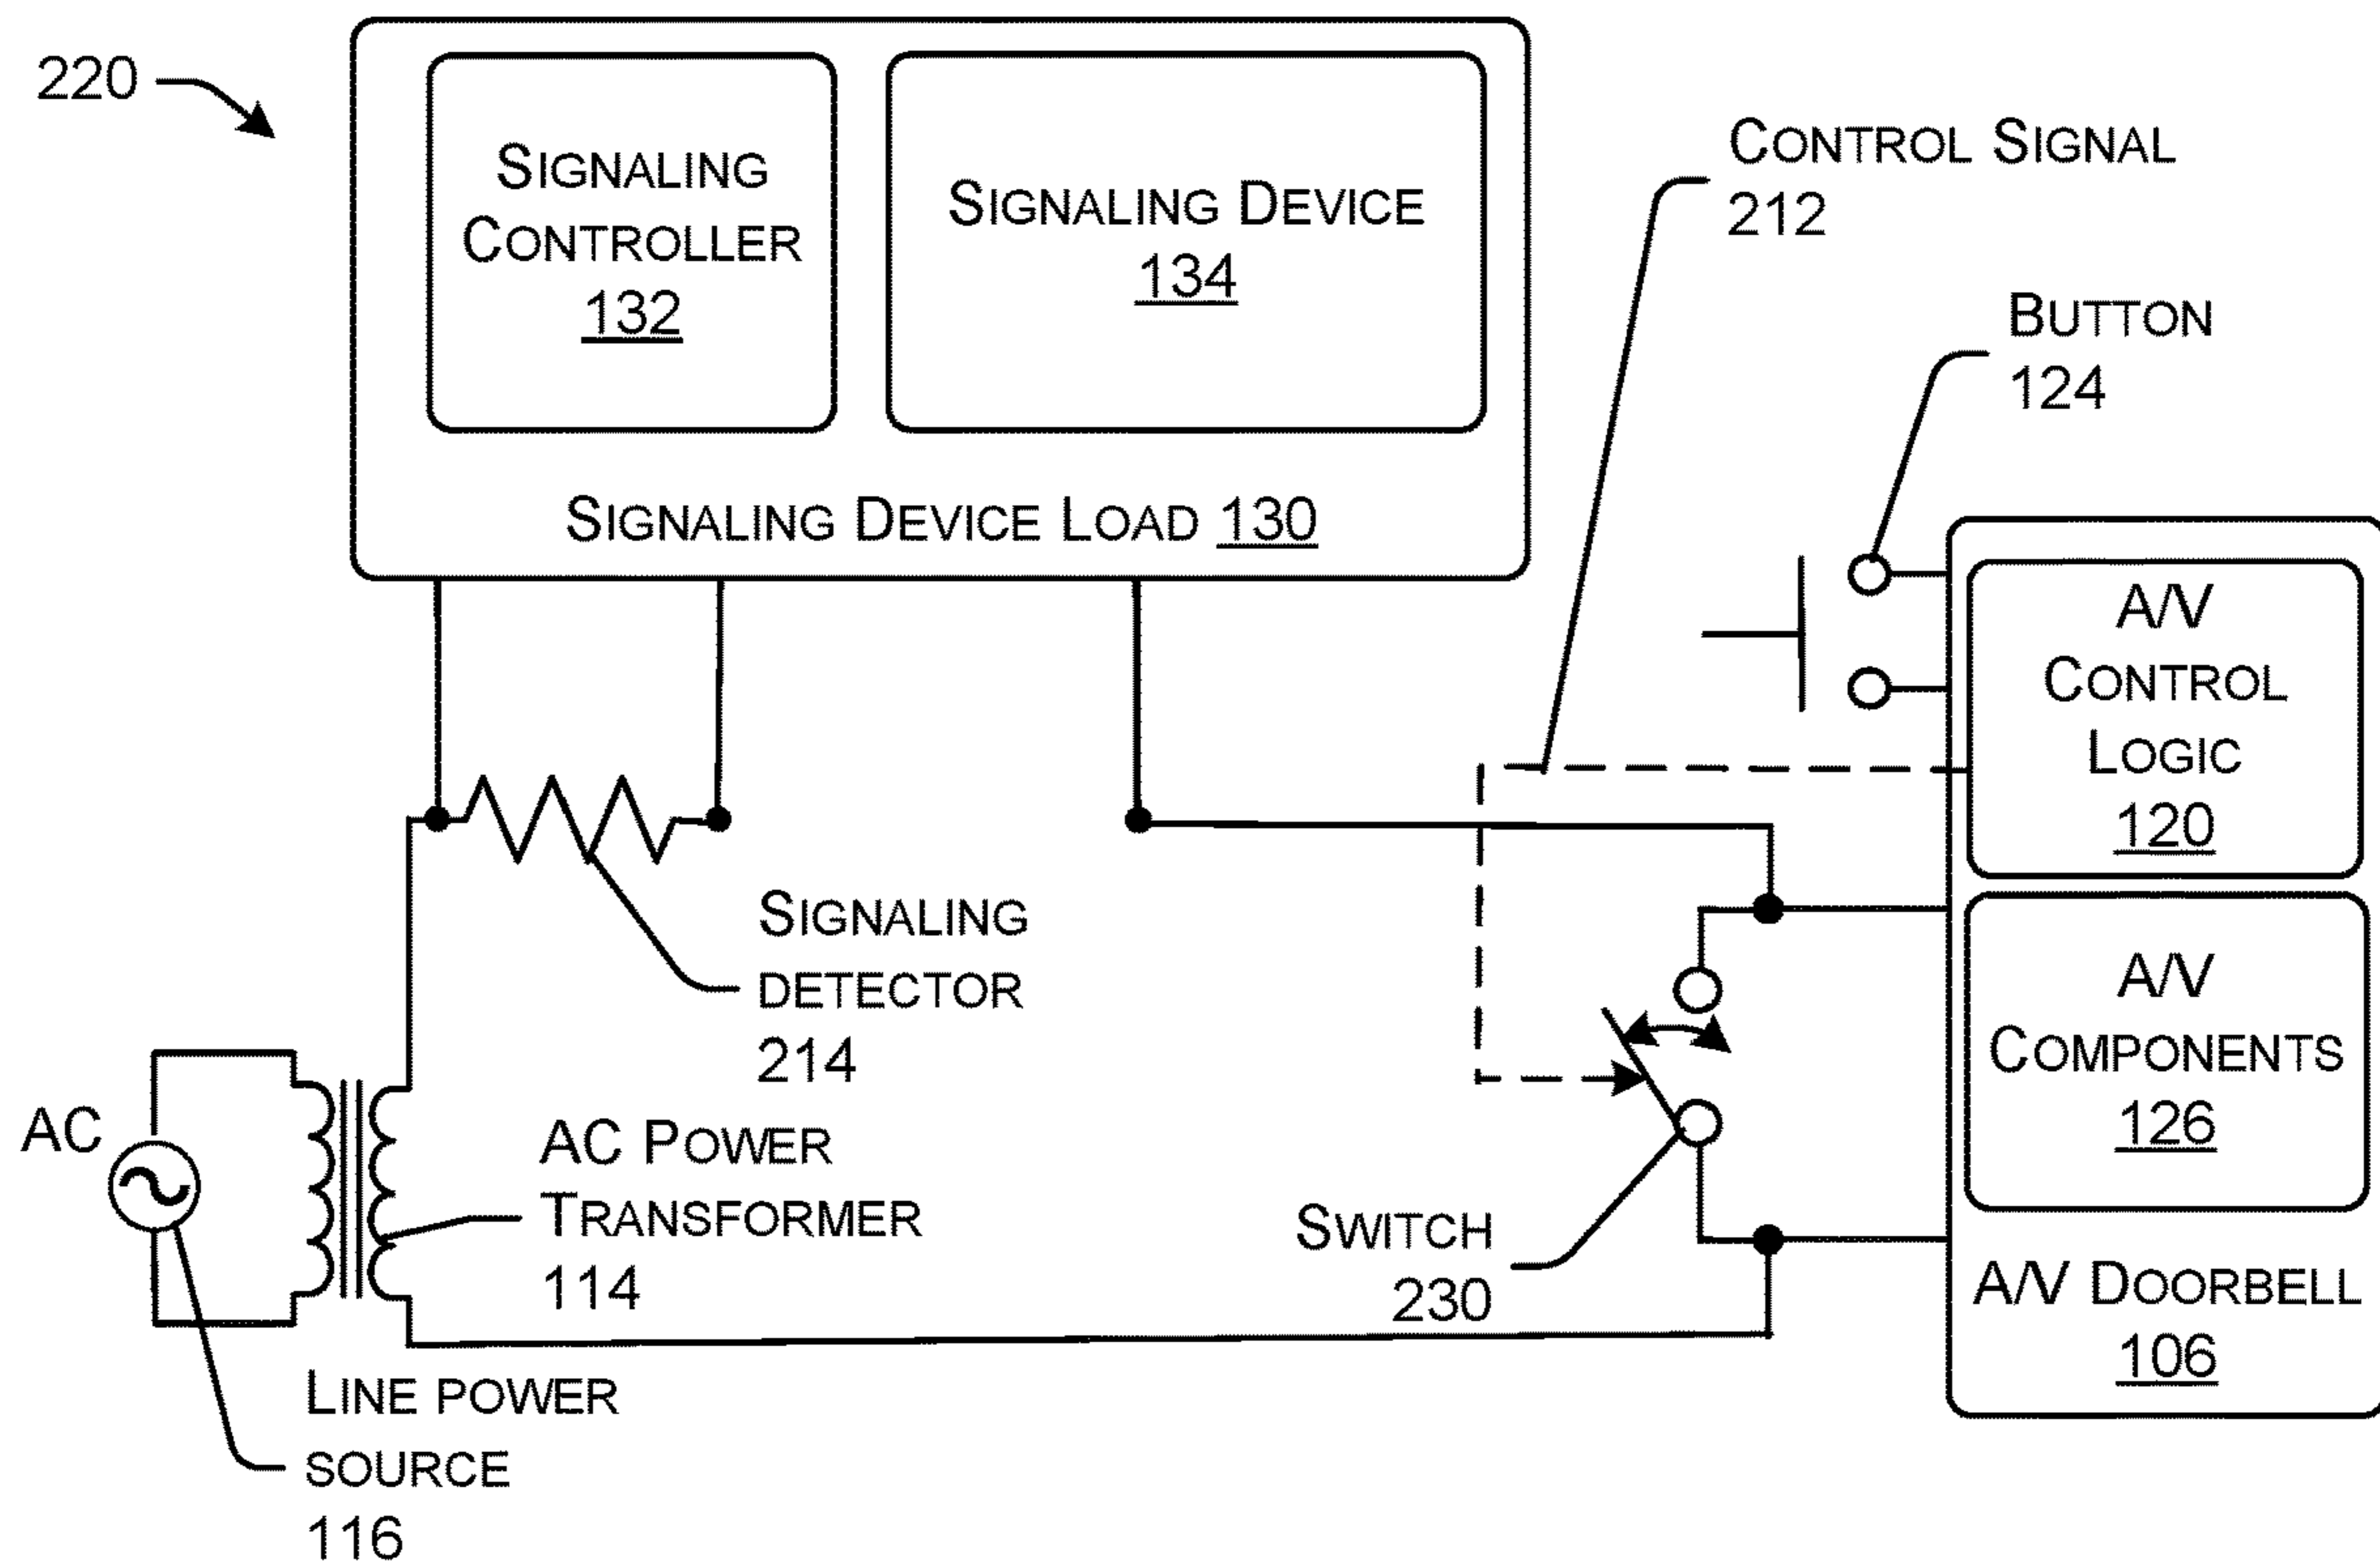 220
SIGNALING
CONTROLLER
132
SIGNALING DEVICE
134
SIGNALING DEVICE LOAD 130
CONTROL SIGNAL
212
BUTTON
124
A/V
CONTROL
LOGIC
120
SIGNALING
DETECTOR
214
A/V
COMPONENTS
126
AC
AC POWER
TRANSFORMER
114
SWITCH
230
A/V DOORBELL
106
LINE POWER
SOURCE
116